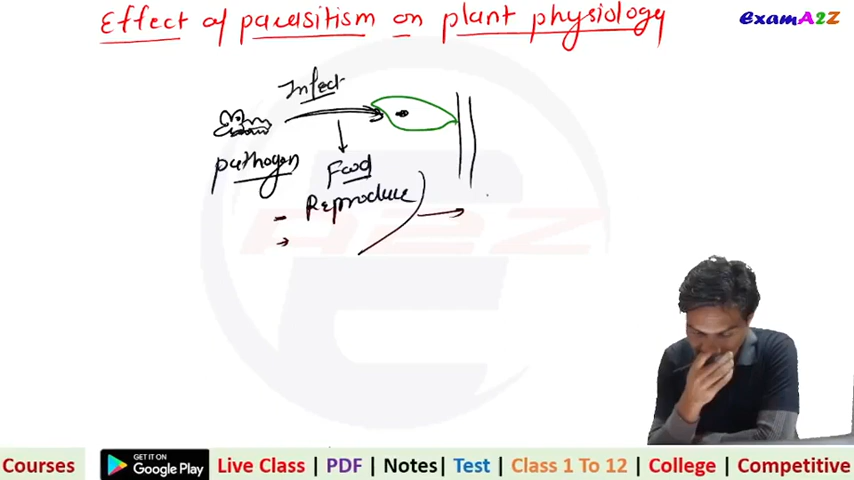 Effect of parasitism on plant physiology
ExamA2Z
Infect
pathogen
Food
Reproduce
A2Z
Courses
GET IT ON
Google Play
Live Class | PDF | Notes| Test | Class 1 To 12 | College | Competitive